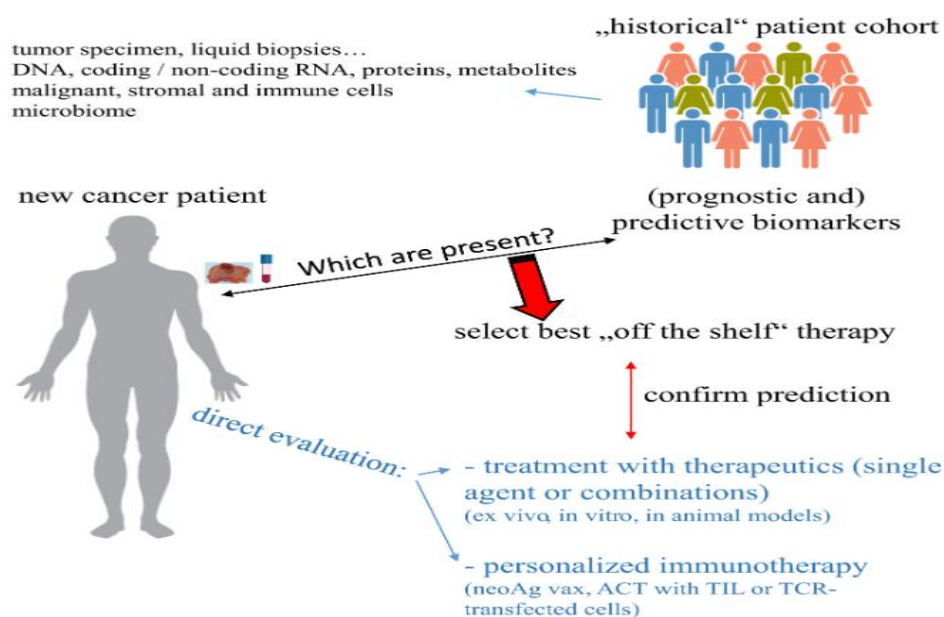 „historical“ patient cohort
tumor specimen, liquid biopsies…
DNA, coding / non-coding RNA, proteins, metabolites
malignant, stromal and immune cells
microbiome
new cancer patient
(prognostic and)
predictive biomarkers
Which are present?
select best „off the shelf“ therapy
confirm prediction
direct evaluation:
- treatment with therapeutics (single
agent or combinations)
(ex vivo, in vitro, in animal models)
- personalized immunotherapy
(neoAg vax, ACT with TIL or TCR-
transfected cells)